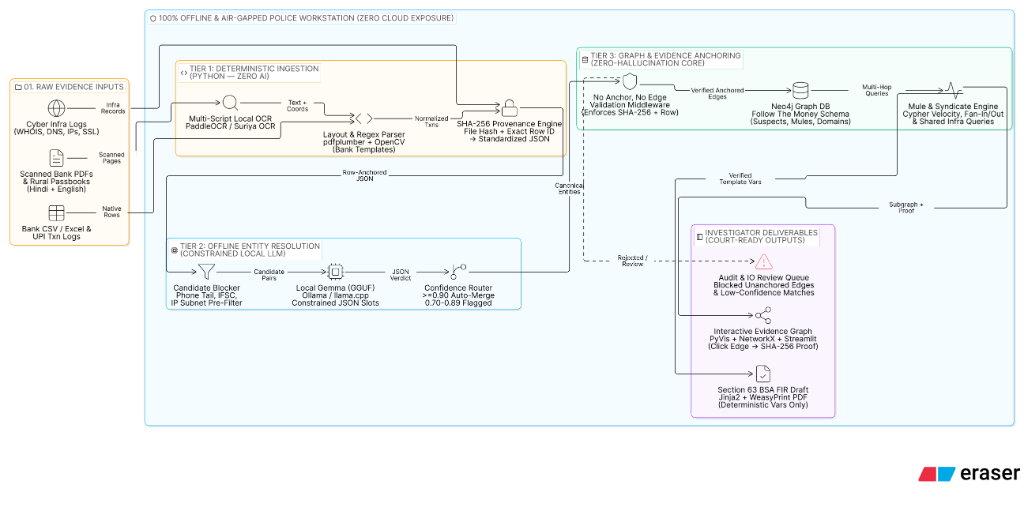 100% OFFLINE & AIR-GAPPED POLICE WORKSTATION (ZERO CLOUD EXPOSURE)
01. RAW EVIDENCE INPUTS
Cyber Infra Logs
(WHOIS, DNS, IPs, SSL)
Infra
Records
Scanned Bank PDFs
& Rural Passbooks
(Hindi + English)
Scanned
Pages
Bank CSV / Excel &
UPI Txn Logs
Native
Rows
TIER 1: DETERMINISTIC INGESTION
(PYTHON — ZERO AI)
Multi-Script Local OCR
PaddleOCR / Suriya OCR
Text +
Coords
Layout & Regex Parser
pdfplumber + OpenCV
(Bank Templates)
Normalized
Txns
SHA-256 Provenance Engine
File Hash + Exact Row ID
→ Standardized JSON
Row-Anchored
JSON
TIER 2: OFFLINE ENTITY RESOLUTION
(CONSTRAINED LOCAL LLM)
Candidate Blocker
Phone Tail, IFSC,
IP Subnet Pre-Filter
Candidate
Pairs
Local Gemma (GGUF)
Ollama / llama.cpp
Constrained JSON Slots
JSON
Verdict
Confidence Router
>=0.90 Auto-Merge
0.70-0.89 Flagged
Canonical
Entities
TIER 3: GRAPH & EVIDENCE ANCHORING
(ZERO-HALLUCINATION CORE)
No Anchor, No Edge
Validation Middleware
(Enforces SHA-256 + Row)
Verified Anchored
Edges
Neo4j Graph DB
Follow The Money Schema
(Suspects, Mules, Domains)
Multi-Hop
Queries
Mule & Syndicate Engine
Cypher Velocity, Fan-In/Out
& Shared Infra Queries
Verified
Template Vars
Subgraph +
Proof
Rejected /
Review
INVESTIGATOR DELIVERABLES
(COURT-READY OUTPUTS)
Audit & IO Review Queue
Blocked Unanchored Edges
& Low-Confidence Matches
Interactive Evidence Graph
PyVis + NetworkX + Streamlit
(Click Edge → SHA-256 Proof)
Section 63 BSA FIR Draft
Jinja2 + WeasyPrint PDF
(Deterministic Vars Only)
eraser